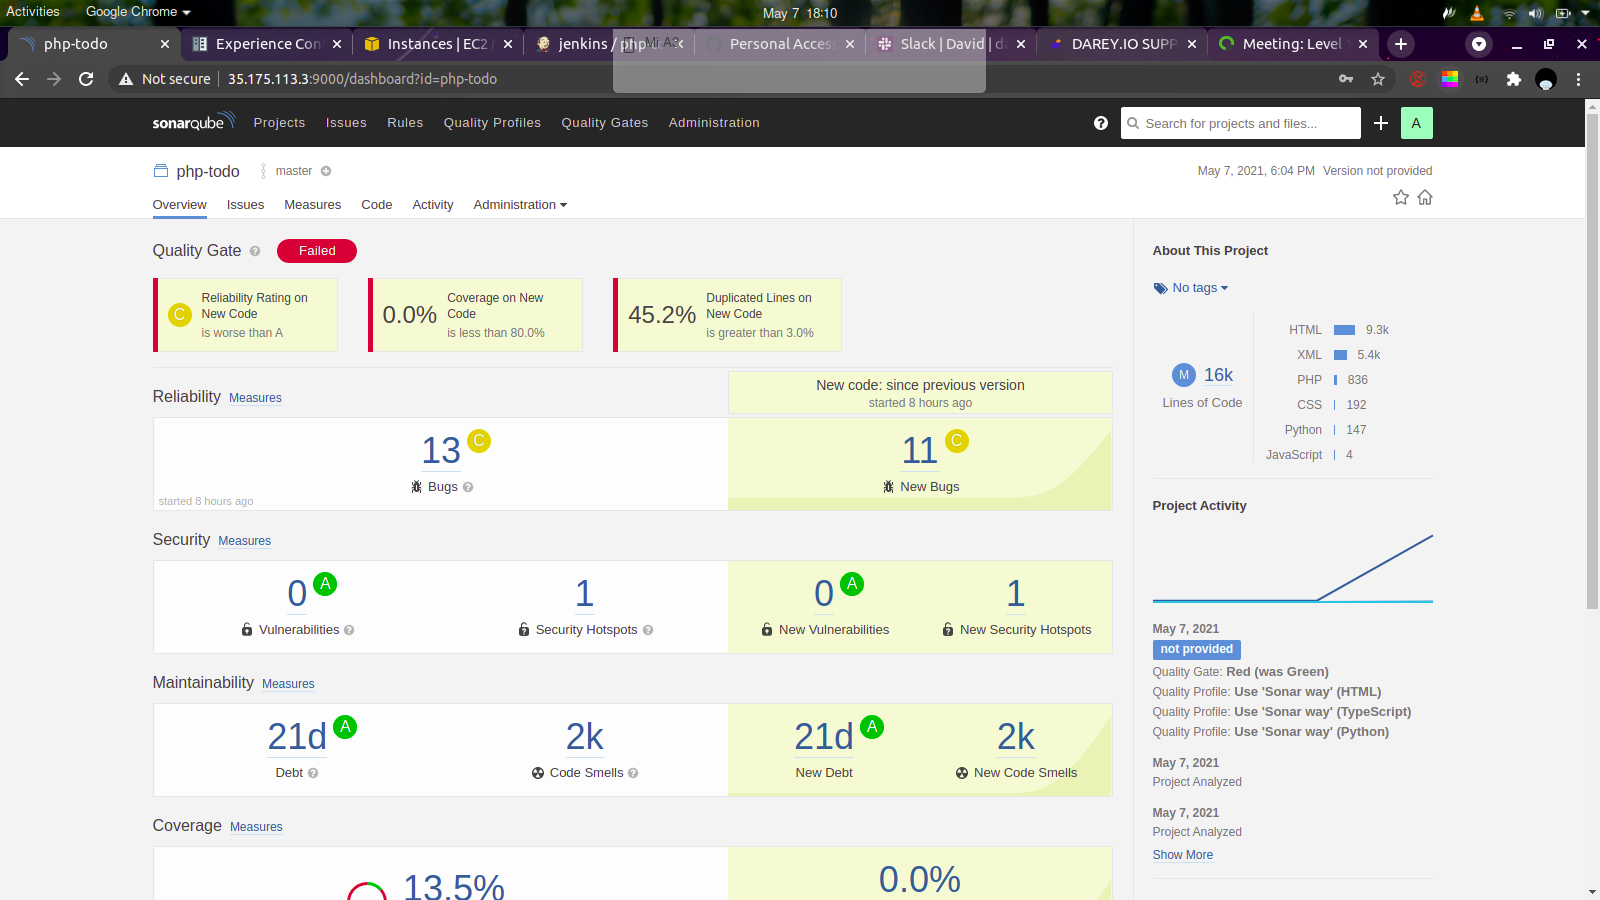 Activities
Google Chrome
May 7 18:10
php-todo
Experience Con
Instances | EC2 M
jenkins / php
Mi A3
Personal Acces
Slack | David | d
DAREY.IO SUPP
Meeting: Level
Not secure
35.175.113.3:9000/dashboard?id=php-todo
sonarqube
Projects
Issues
Rules
Quality Profiles
Quality Gates
Administration
?
Search for projects and files...
A
php-todo
master
May 7, 2021, 6:04 PM Version not provided
Overview
Issues
Measures
Code
Activity
Administration
Quality Gate ?
Failed
C
Reliability Rating on
New Code
is worse than A
0.0%
Coverage on New
Code
is less than 80.0%
45.2%
Duplicated Lines on
New Code
is greater than 3.0%
Reliability Measures
New code: since previous version
started 8 hours ago
13 C
Bugs ?
started 8 hours ago
11 C
New Bugs
Security Measures
0 A
Vulnerabilities ?
1
Security Hotspots ?
0 A
New Vulnerabilities
1
New Security Hotspots
Maintainability Measures
21d A
Debt ?
2k
Code Smells ?
21d A
New Debt
2k
New Code Smells
Coverage Measures
13.5%
0.0%
About This Project
No tags
M 16k
Lines of Code
HTML 9.3k
XML 5.4k
PHP 836
CSS 192
Python 147
JavaScript 4
Project Activity
May 7, 2021
not provided
Quality Gate: Red (was Green)
Quality Profile: Use 'Sonar way' (HTML)
Quality Profile: Use 'Sonar way' (TypeScript)
Quality Profile: Use 'Sonar way' (Python)
May 7, 2021
Project Analyzed
May 7, 2021
Project Analyzed
Show More